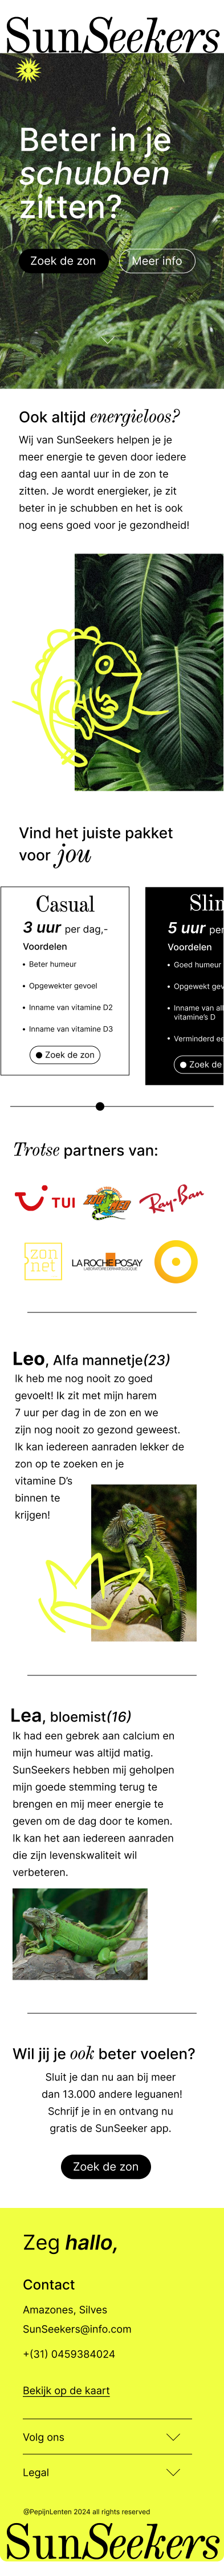 SunSeekers
Beter in je
schubben
zitten?
Zoek de zon
Meer info
Ook altijd energieloos?
Wij van SunSeekers helpen je je
meer energie te geven door iedere
dag een aantal uur in de zon te
zitten. Je wordt energieker, je zit
beter in je schubben en het is ook
nog eens goed voor je gezondheid!
Vind het juiste pakket
voor jou
Casual
3 uur per dag,-
Voordelen
• Beter humeur
• Opgewekter gevoel
• Inname van vitamine D2
• Inname van vitamine D3
Zoek de zon
Slim
5 uur per
Voordelen
• Goed humeur
• Opgewekt gev
• Inname van all
vitamine's D
• Verminderd ee
Zoek de
Trotse partners van:
TUI
Ray-Ban
zon
net
LA ROCHE POSAY
LABORATOIRE DERMATOLOGIQUE
Leo, Alfa mannetje(23)
Ik heb me nog nooit zo goed
gevoelt! Ik zit met mijn harem
7 uur per dag in de zon en we
zijn nog nooit zo gezond geweest.
Ik kan iedereen aanraden lekker de
zon op te zoeken en je
vitamine D's
binnen te
krijgen!
Lea, bloemist(16)
Ik had een gebrek aan calcium en
mijn humeur was altijd matig.
SunSeekers hebben mij geholpen
mijn goede stemming terug te
brengen en mij meer energie te
geven om de dag door te komen.
Ik kan het aan iedereen aanraden
die zijn levenskwaliteit wil
verbeteren.
Wil jij je ook beter voelen?
Sluit je dan nu aan bij meer
dan 13.000 andere leguanen!
Schrijf je in en ontvang nu
gratis de SunSeeker app.
Zoek de zon
Zeg hallo,
Contact
Amazones, Silves
SunSeekers@info.com
+(31) 0459384024
Bekijk op de kaart
Volg ons
Legal
@PepijnLenten 2024 all rights reserved
SunSeekers